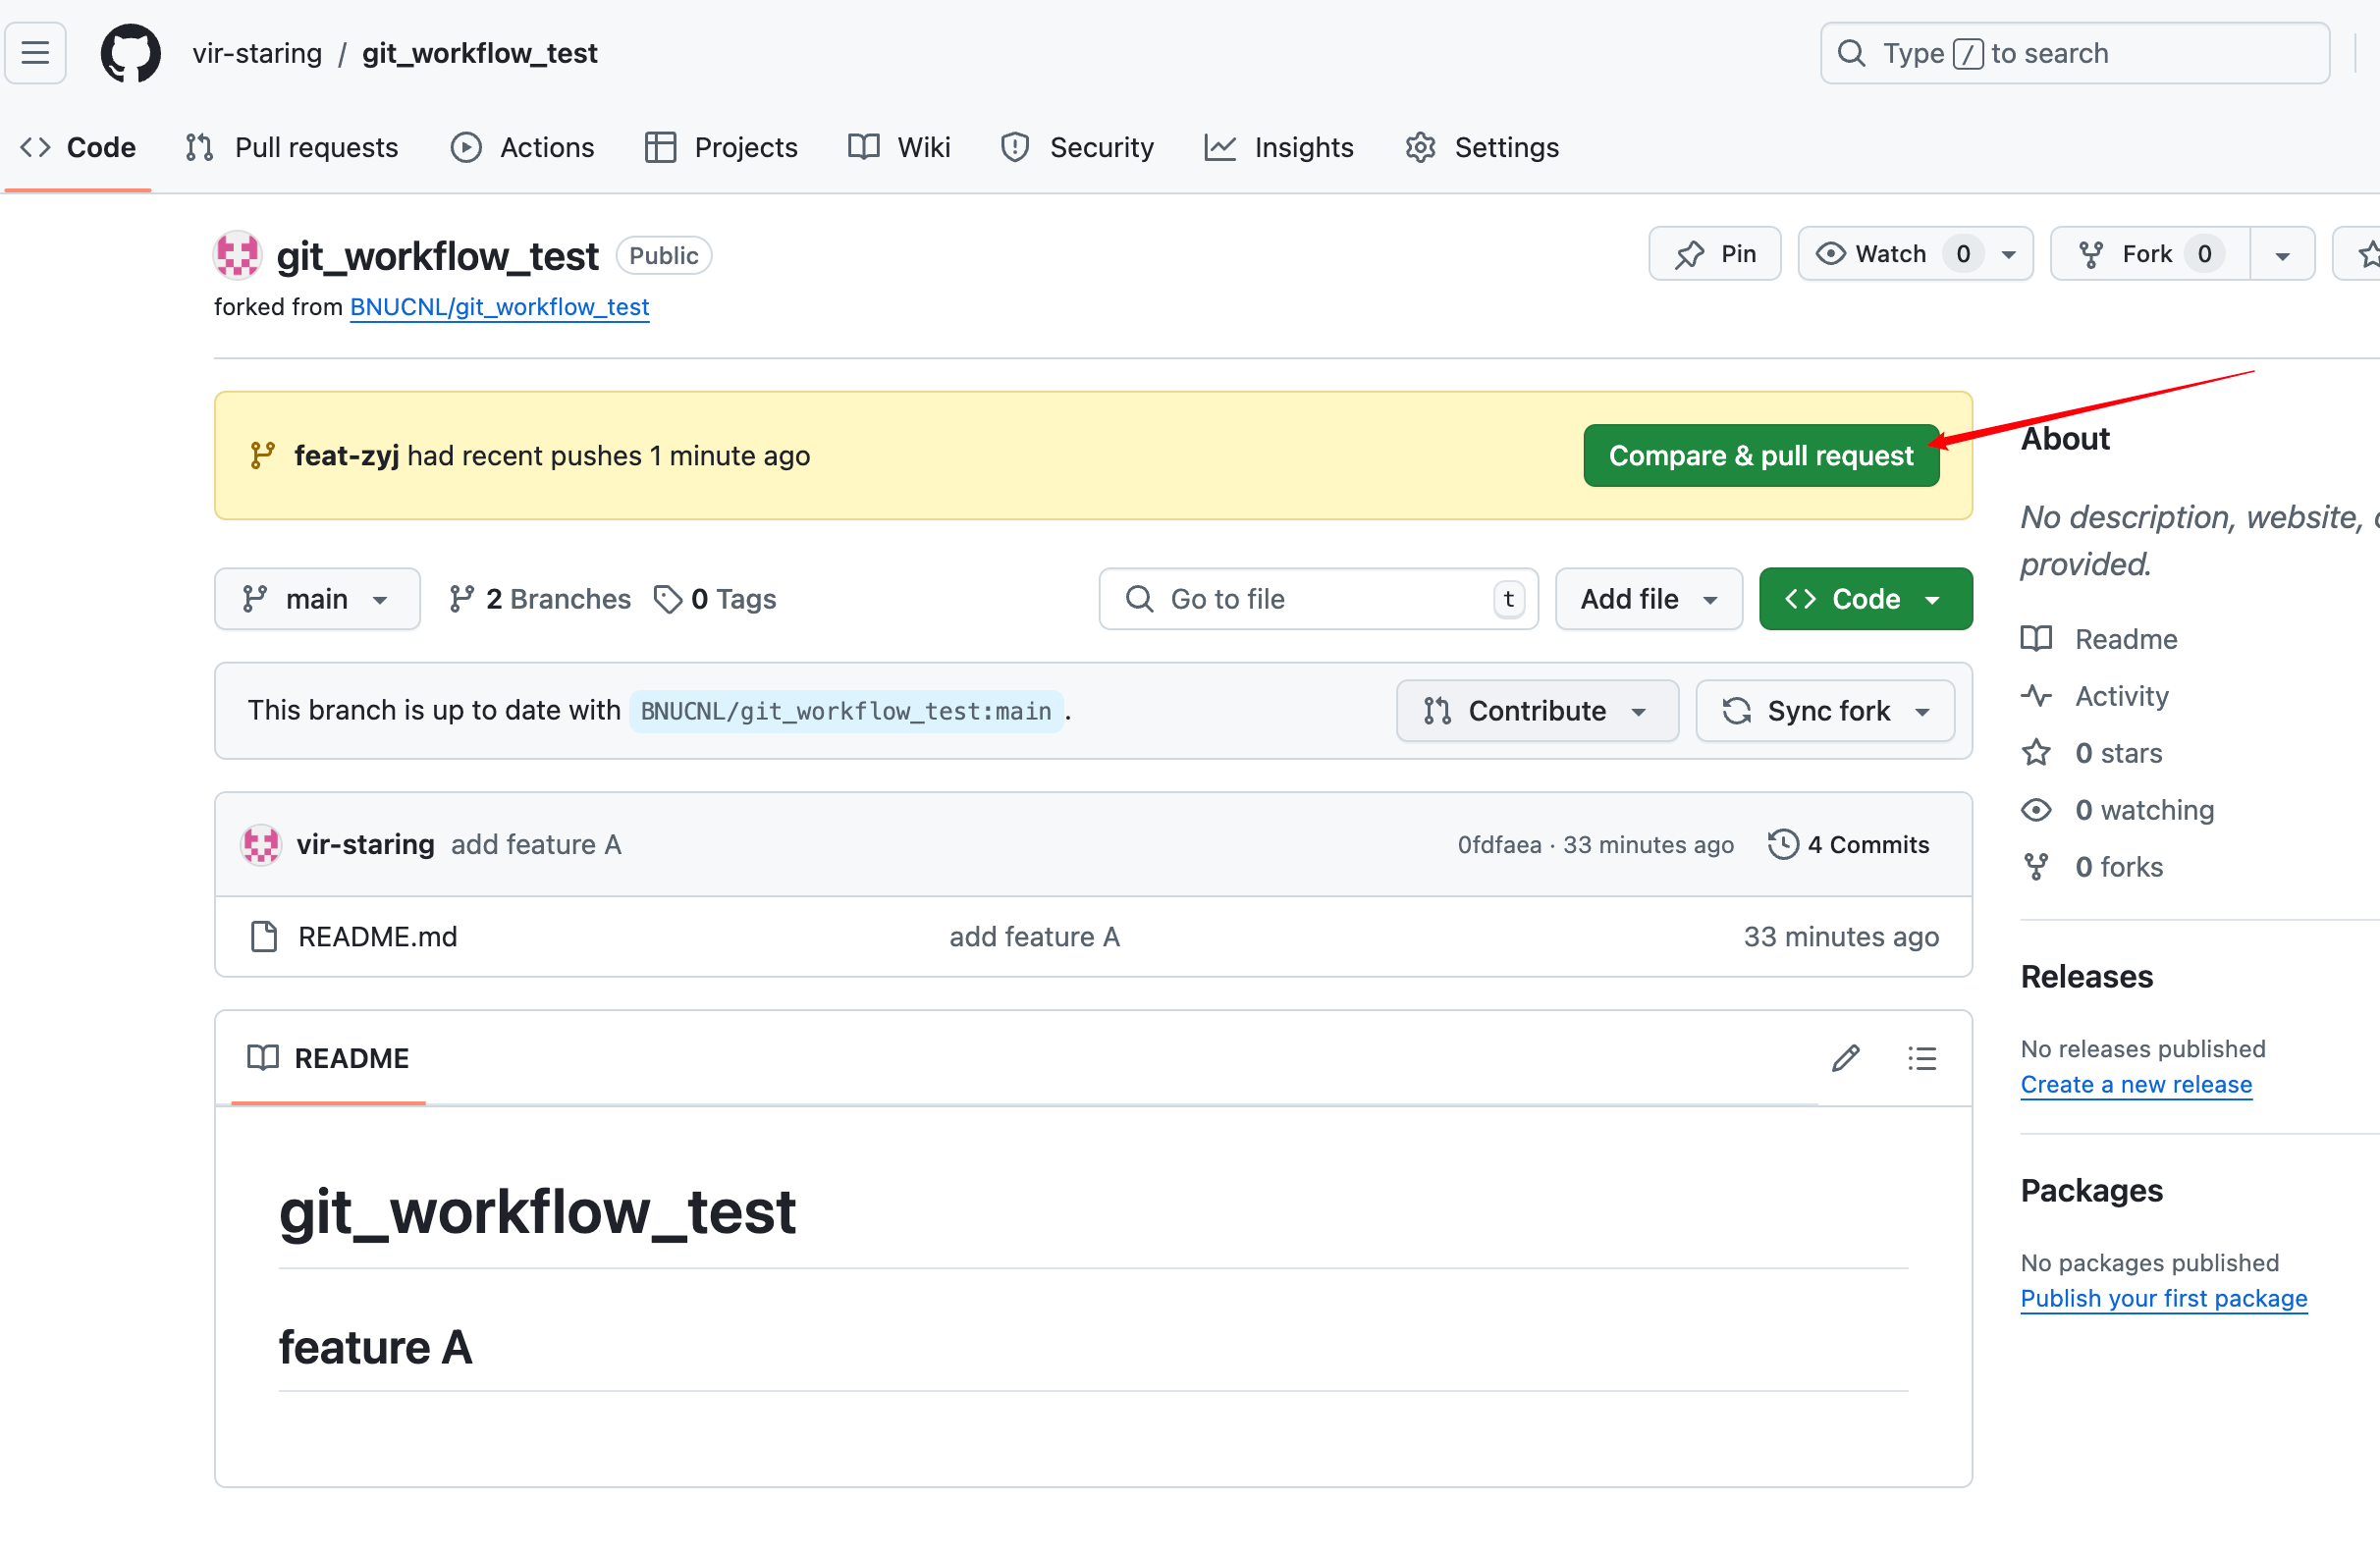 vir-staring / git_workflow_test
Type / to search
Code Pull requests Actions Projects Wiki Security Insights Settings
git_workflow_test Public
Pin Watch 0 Fork 0
forked from BNUCNL/git_workflow_test
feat-zyj had recent pushes 1 minute ago
Compare & pull request
main 2 Branches 0 Tags
Go to file t
Add file
Code
This branch is up to date with BNUCNL/git_workflow_test:main .
Contribute
Sync fork
vir-staring add feature A 0fdfaea · 33 minutes ago 4 Commits
README.md add feature A 33 minutes ago
README
git_workflow_test
feature A
About
No description, website,
provided.
Readme
Activity
0 stars
0 watching
0 forks
Releases
No releases published
Create a new release
Packages
No packages published
Publish your first package